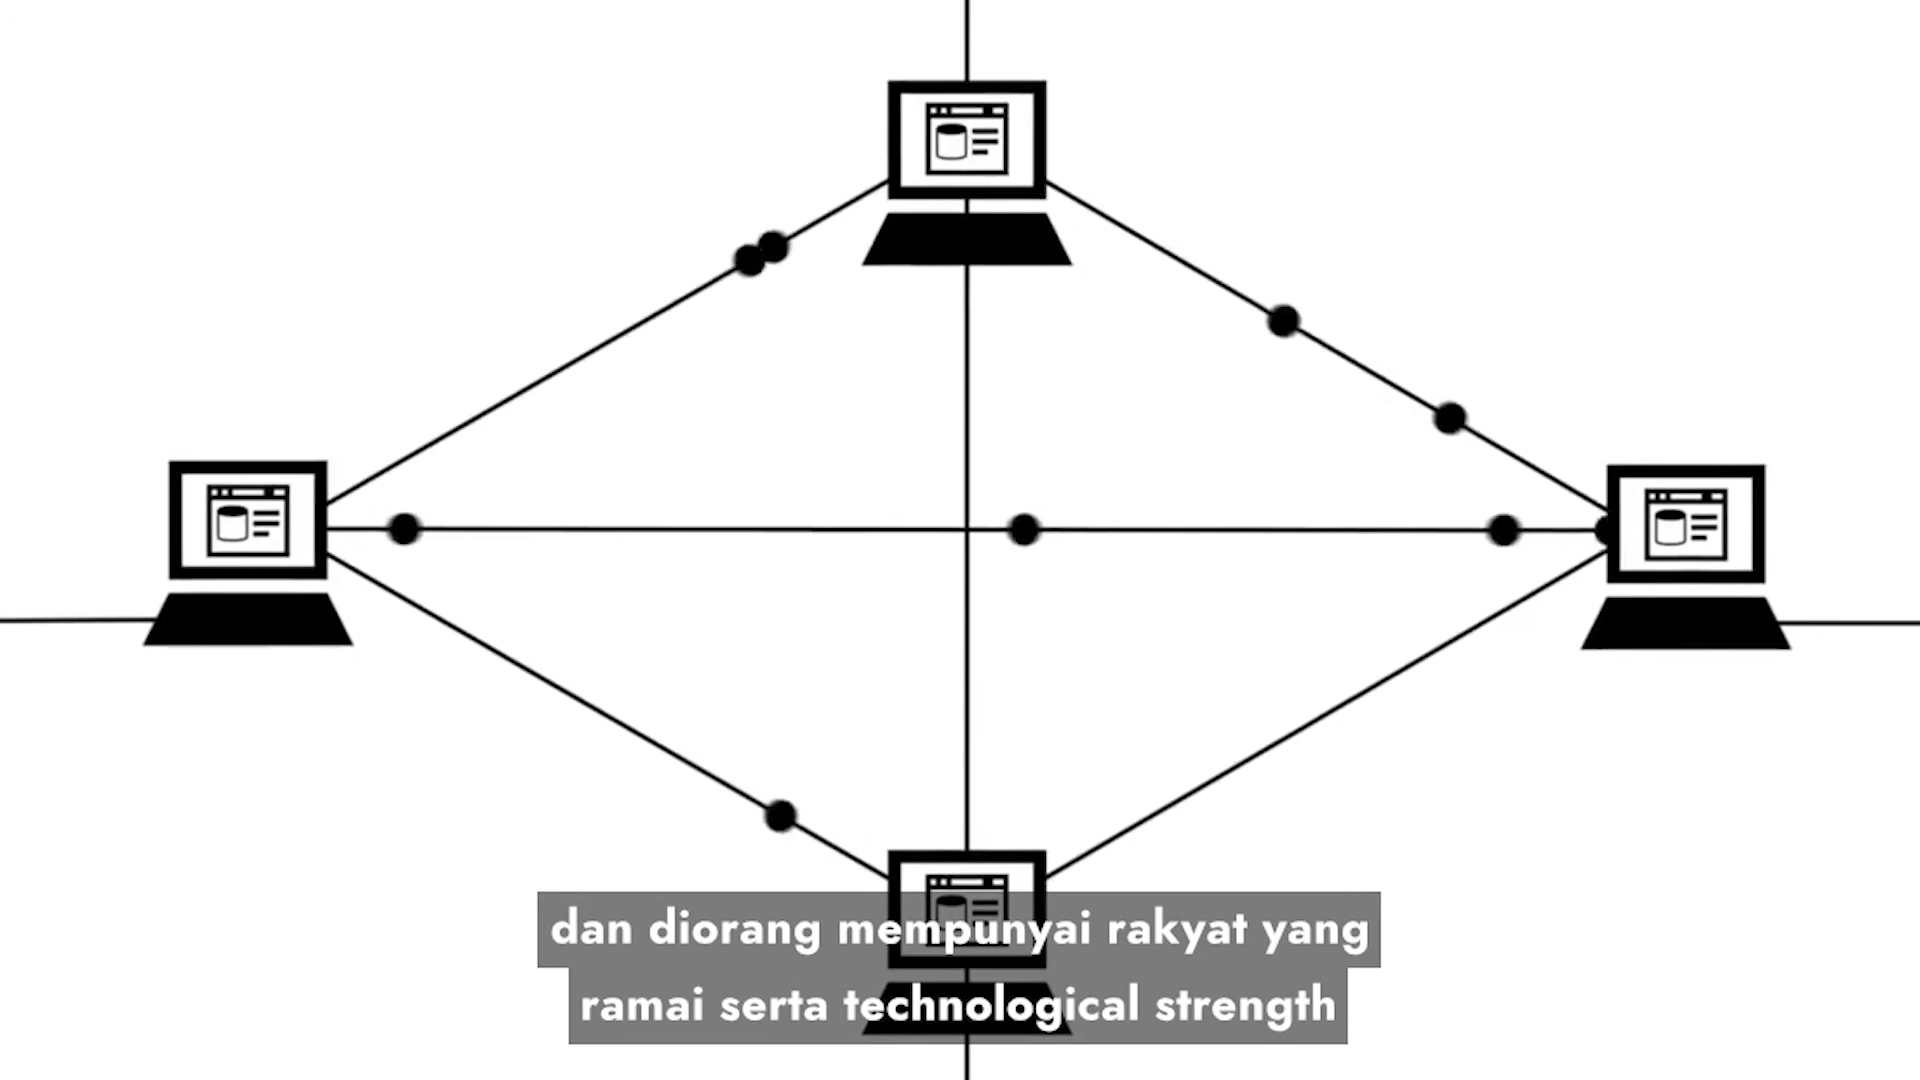 dan diorang mempunyai rakyat yang
ramai serta technological strength